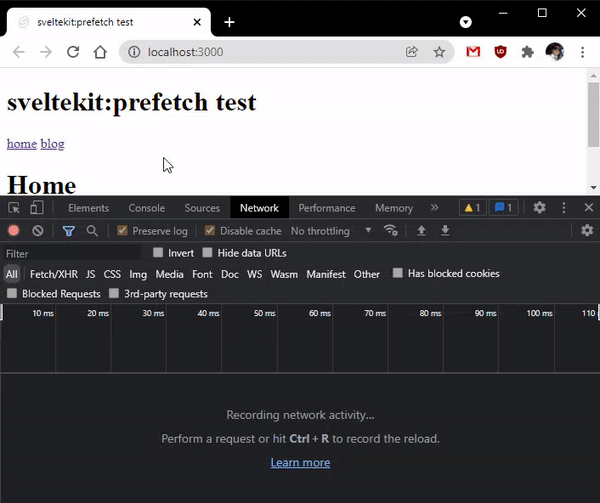 sveltekit:prefetch test
localhost:3000
sveltekit:prefetch test
home blog
Home
Elements Console Sources Network Performance Memory 1 1
Preserve log Disable cache No throttling
Filter Invert Hide data URLs
All Fetch/XHR JS CSS Img Media Font Doc WS Wasm Manifest Other Has blocked cookies
Blocked Requests 3rd-party requests
10 ms 20 ms 30 ms 40 ms 50 ms 60 ms 70 ms 80 ms 90 ms 100 ms 110
Recording network activity...
Perform a request or hit Ctrl + R to record the reload.
Learn more